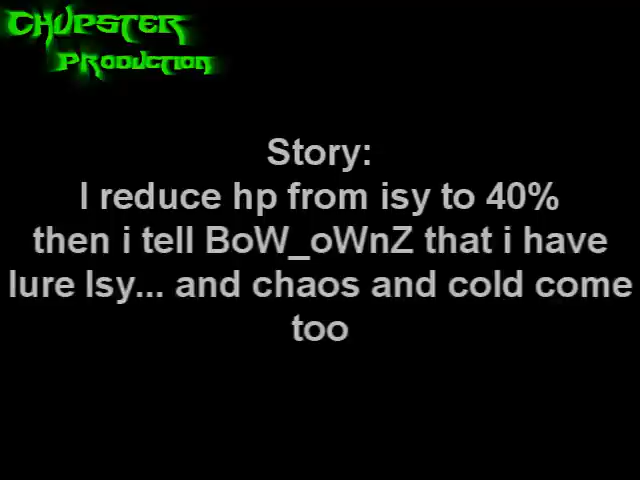 Chupster
Production
Story:
I reduce hp from isy to 40%
then i tell BoW_oWnZ that i have
lure Isy... and chaos and cold come
too